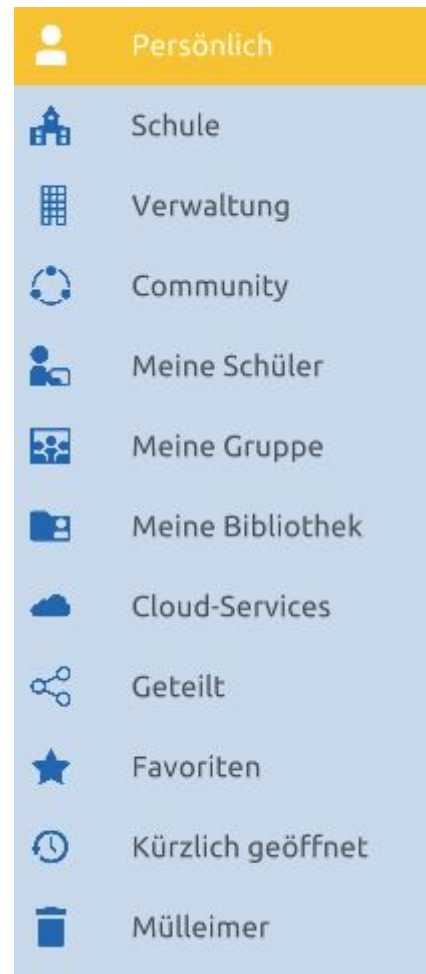 Persönlich
Schule
Verwaltung
Community
Meine Schüler
Meine Gruppe
Meine Bibliothek
Cloud-Services
Geteilt
Favoriten
Kürzlich geöffnet
Mülleimer